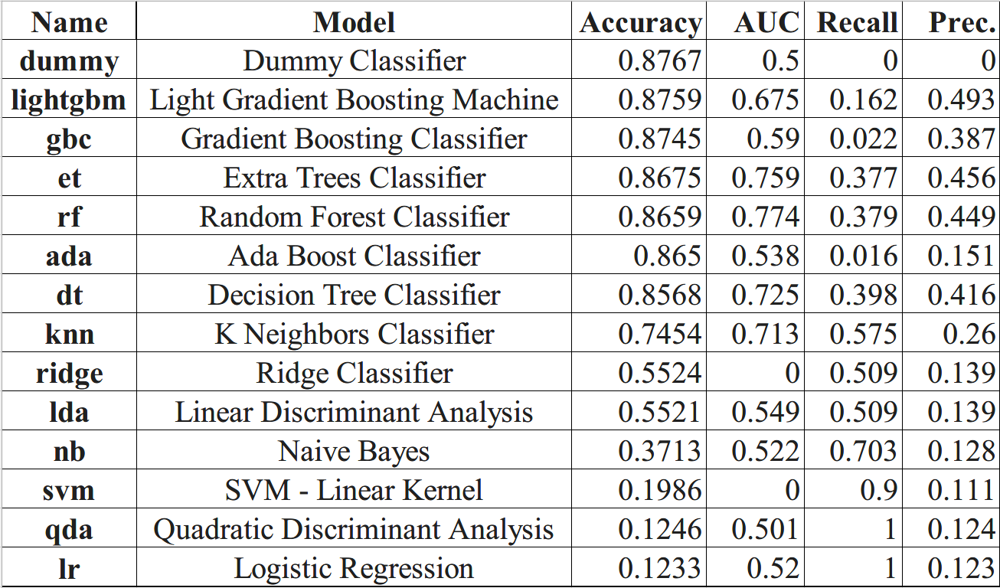 Name Model Accuracy AUC Recall Prec.
dummy Dummy Classifier 0.8767 0.5 0 0
lightgbm Light Gradient Boosting Machine 0.8759 0.675 0.162 0.493
gbc Gradient Boosting Classifier 0.8745 0.59 0.022 0.387
et Extra Trees Classifier 0.8675 0.759 0.377 0.456
rf Random Forest Classifier 0.8659 0.774 0.379 0.449
ada Ada Boost Classifier 0.865 0.538 0.016 0.151
dt Decision Tree Classifier 0.8568 0.725 0.398 0.416
knn K Neighbors Classifier 0.7454 0.713 0.575 0.26
ridge Ridge Classifier 0.5524 0 0.509 0.139
lda Linear Discriminant Analysis 0.5521 0.549 0.509 0.139
nb Naive Bayes 0.3713 0.522 0.703 0.128
svm SVM - Linear Kernel 0.1986 0 0.9 0.111
qda Quadratic Discriminant Analysis 0.1246 0.501 1 0.124
lr Logistic Regression 0.1233 0.52 1 0.123